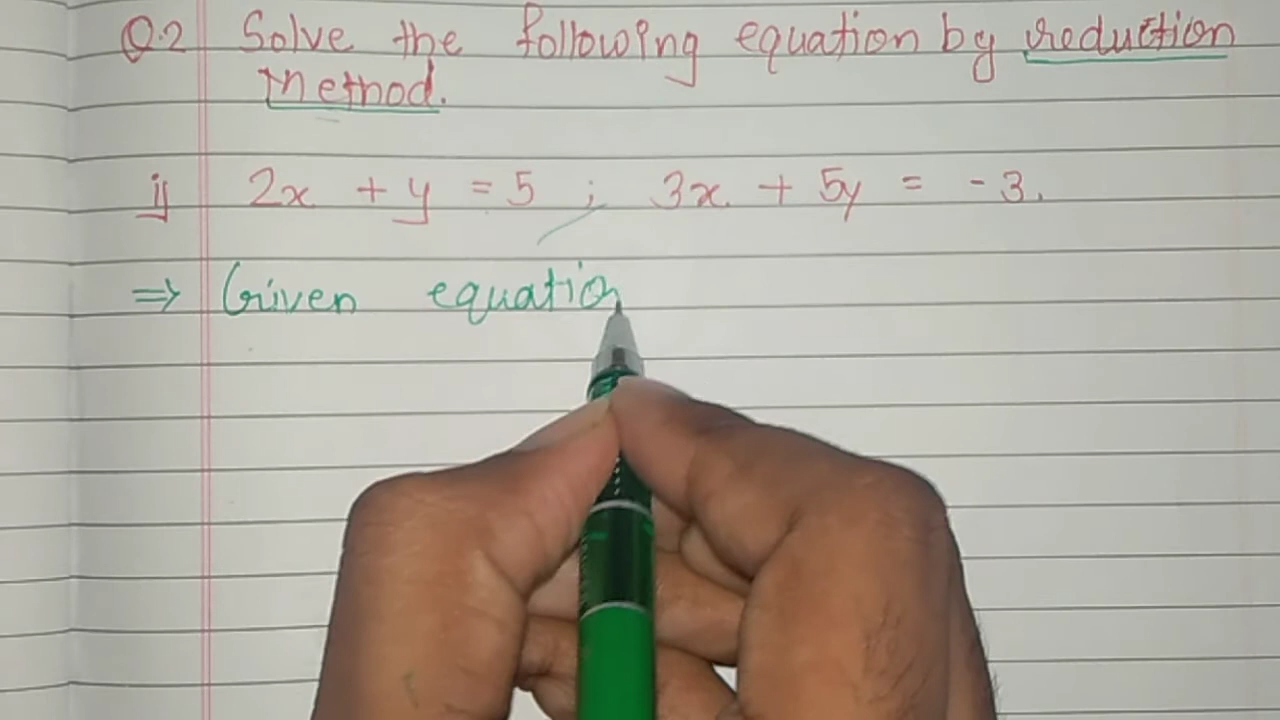 Q.2 Solve the following equation by reduction
Method.
i) 2x + y = 5 ; 3x + 5y = -3.
⇒ Given equation